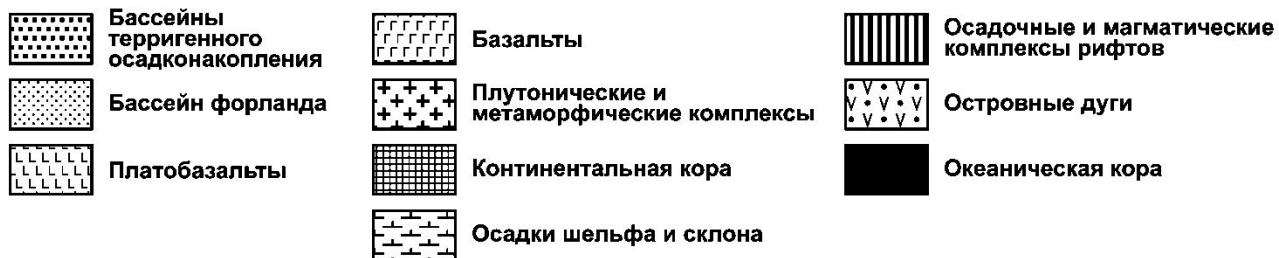 Бассейны
терригенного
осадконакопления
Бассейн форланда
Платобазальты
Базальты
Плутонические и
метаморфические комплексы
Континентальная кора
Осадки шельфа и склона
Осадочные и магматические
комплексы рифтов
Островные дуги
Океаническая кора